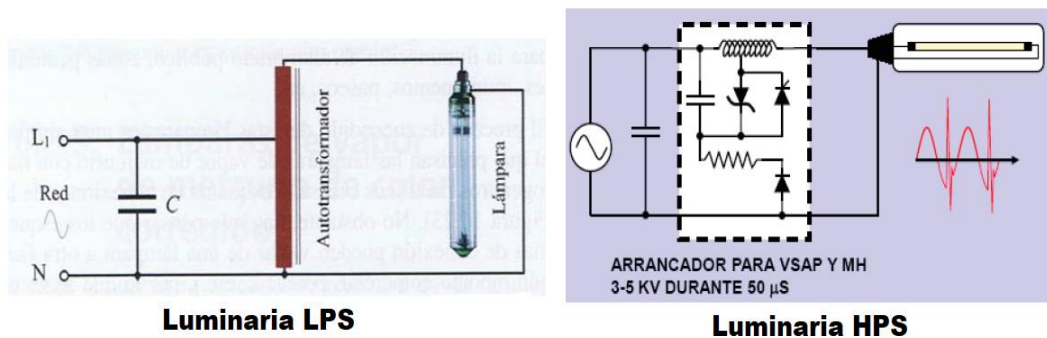 L1
Red
N
C
Autotransformador
Lámpara
Luminaria LPS
ARRANCADOR PARA VSAP Y MH
3-5 KV DURANTE 50 µS
Luminaria HPS